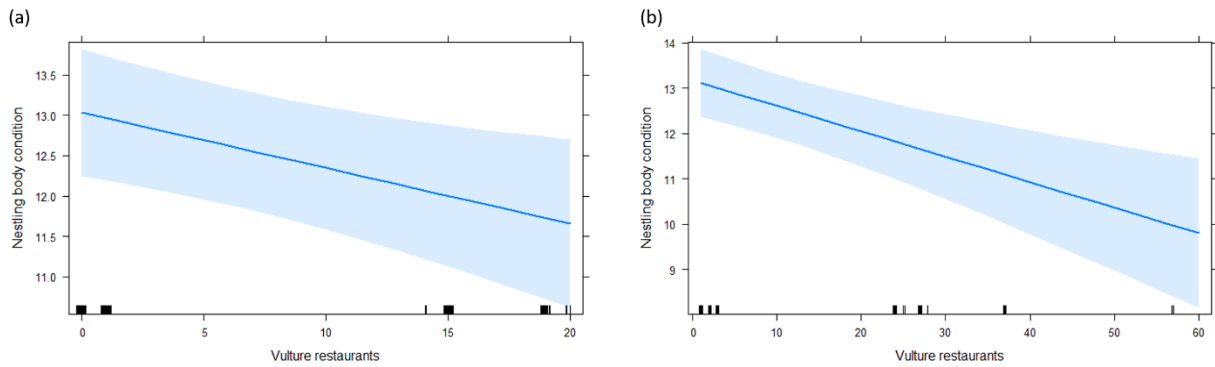 (a)
13.5
13.0
12.5
12.0
11.5
11.0
Nestling body condition
0 5 10 15 20
Vulture restaurants
(b)
14
13
12
11
10
9
Nestling body condition
0 10 20 30 40 50 60
Vulture restaurants